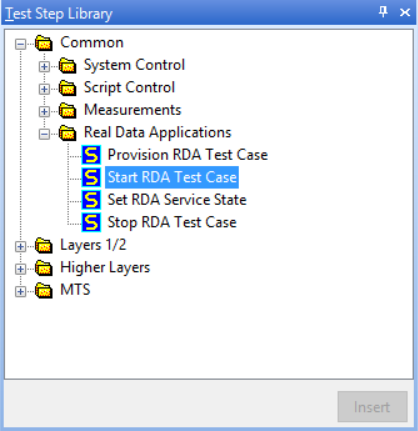 Test Step Library
Common
System Control
Script Control
Measurements
Real Data Applications
S Provision RDA Test Case
S Start RDA Test Case
S Set RDA Service State
S Stop RDA Test Case
Layers 1/2
Higher Layers
MTS
Insert